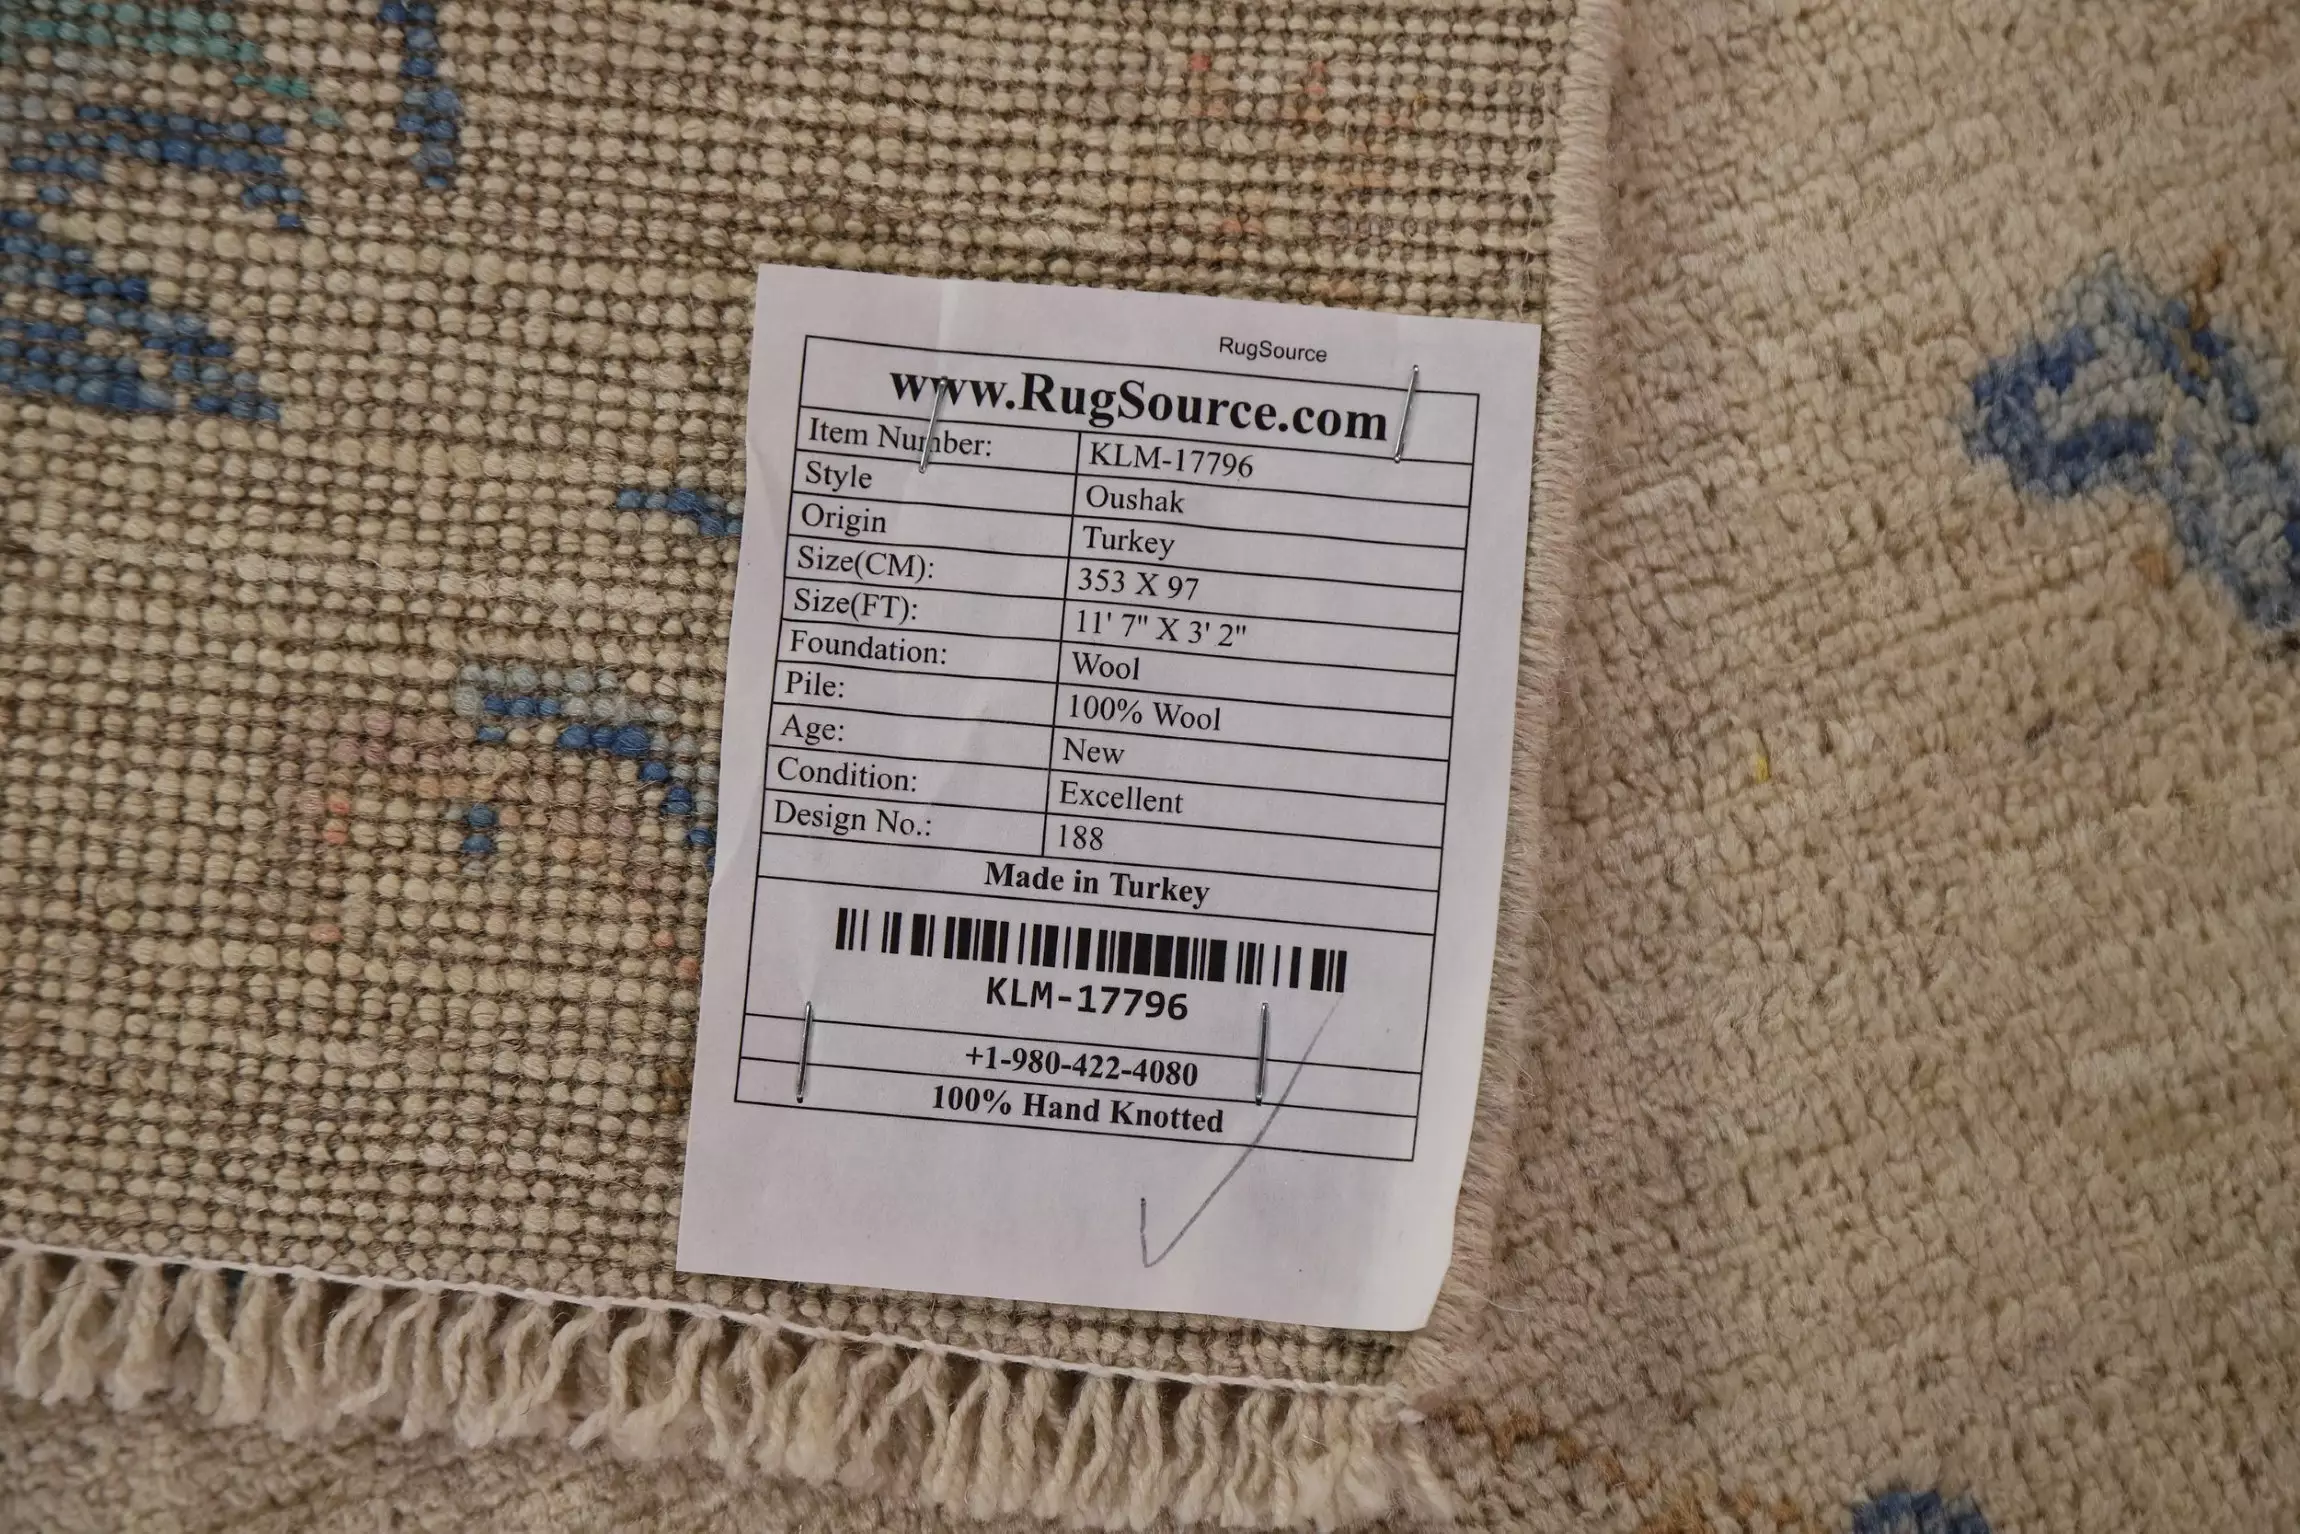 RugSource
www.RugSource.com
Item Number: KLM-17796
Style Oushak
Origin Turkey
Size(CM): 353 X 97
Size(FT): 11' 7" X 3' 2"
Foundation: Wool
Pile: 100% Wool
Age: New
Condition: Excellent
Design No.: 188
Made in Turkey
KLM-17796
+1-980-422-4080
100% Hand Knotted